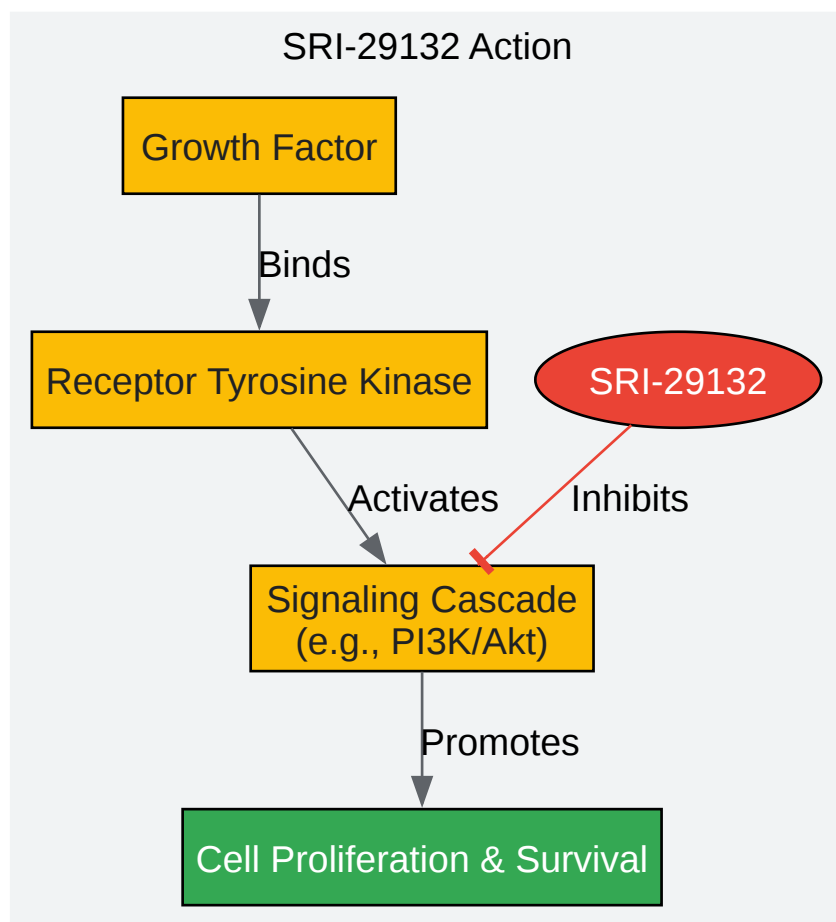 SRI-29132 Action
Growth Factor
Binds
Receptor Tyrosine Kinase
SRI-29132
Activates
Inhibits
Signaling Cascade
(e.g., PI3K/Akt)
Promotes
Cell Proliferation & Survival